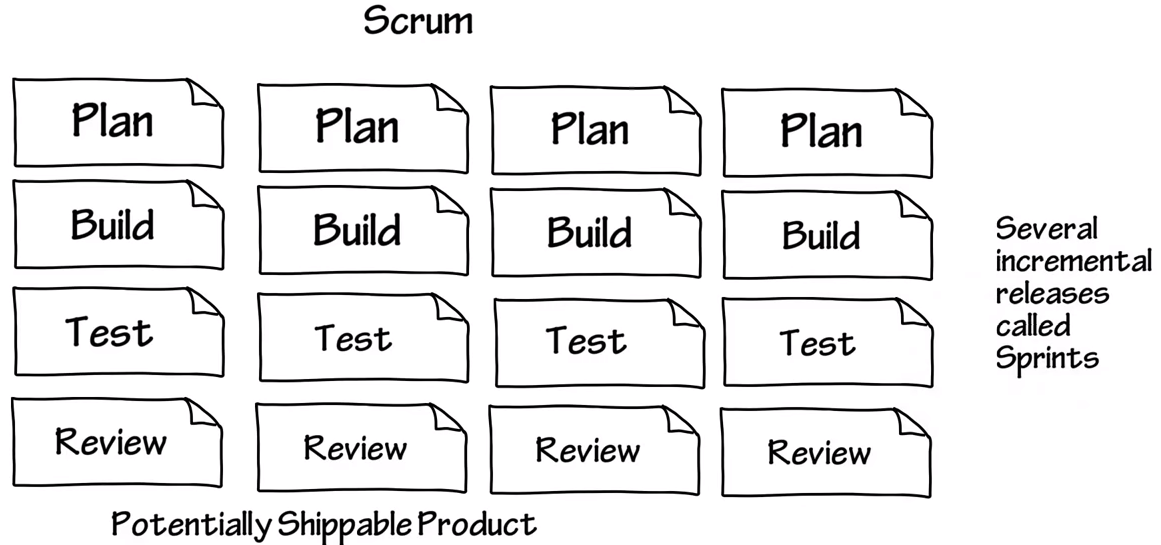 Scrum
Plan Plan Plan Plan
Build Build Build Build
Test Test Test Test
Review Review Review Review
Several
incremental
releases
called
Sprints
Potentially Shippable Product